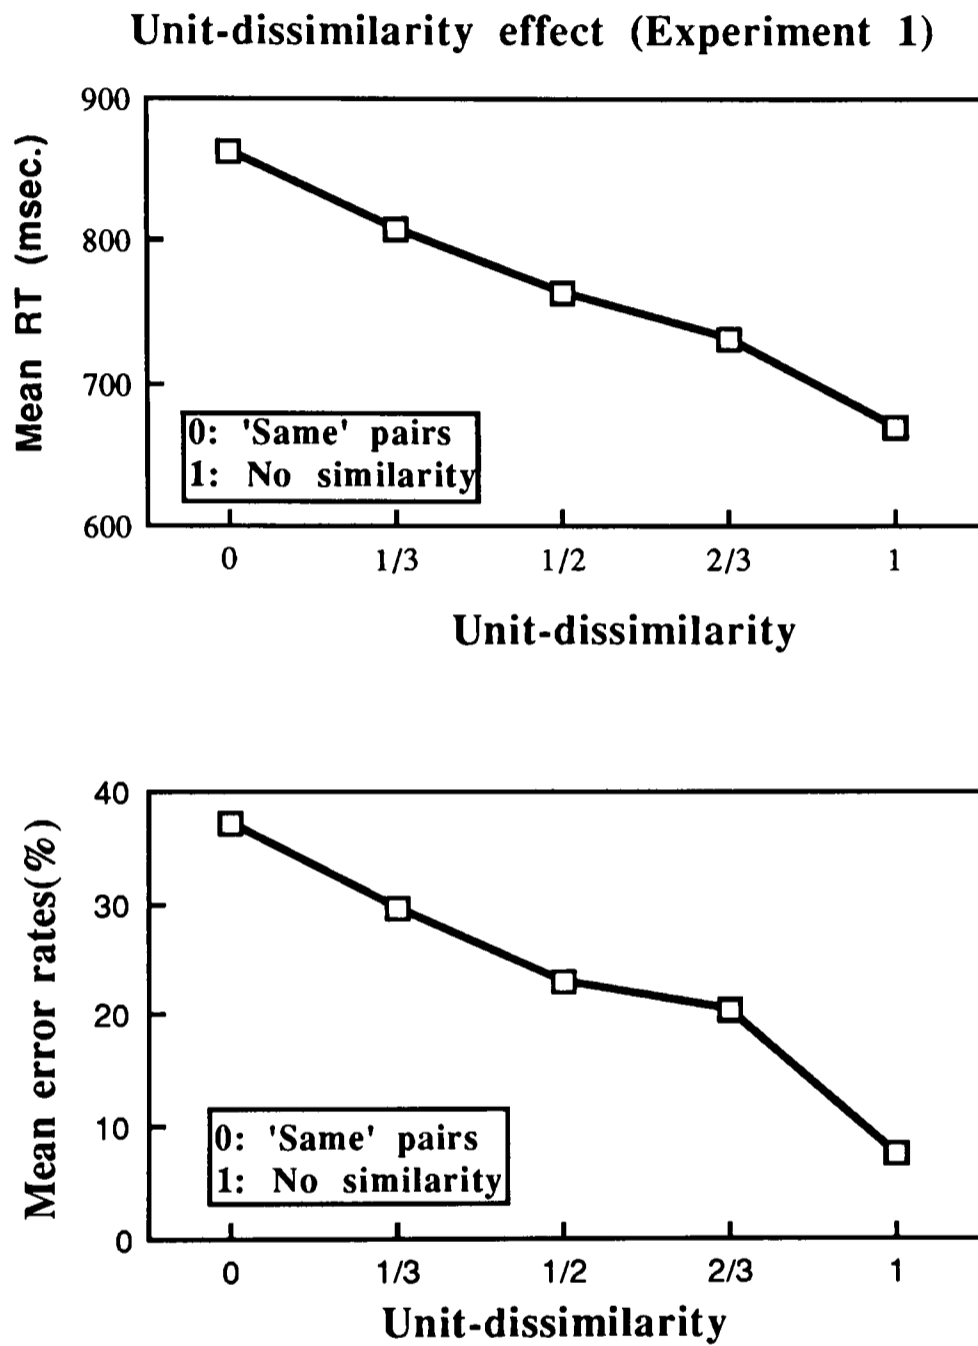 Unit-dissimilarity effect (Experiment 1)
900
800
700
600
Mean RT (msec.)
0: 'Same' pairs
1: No similarity
0 1/3 1/2 2/3 1
Unit-dissimilarity
40
30
20
10
0
Mean error rates(%)
0: 'Same' pairs
1: No similarity
0 1/3 1/2 2/3 1
Unit-dissimilarity